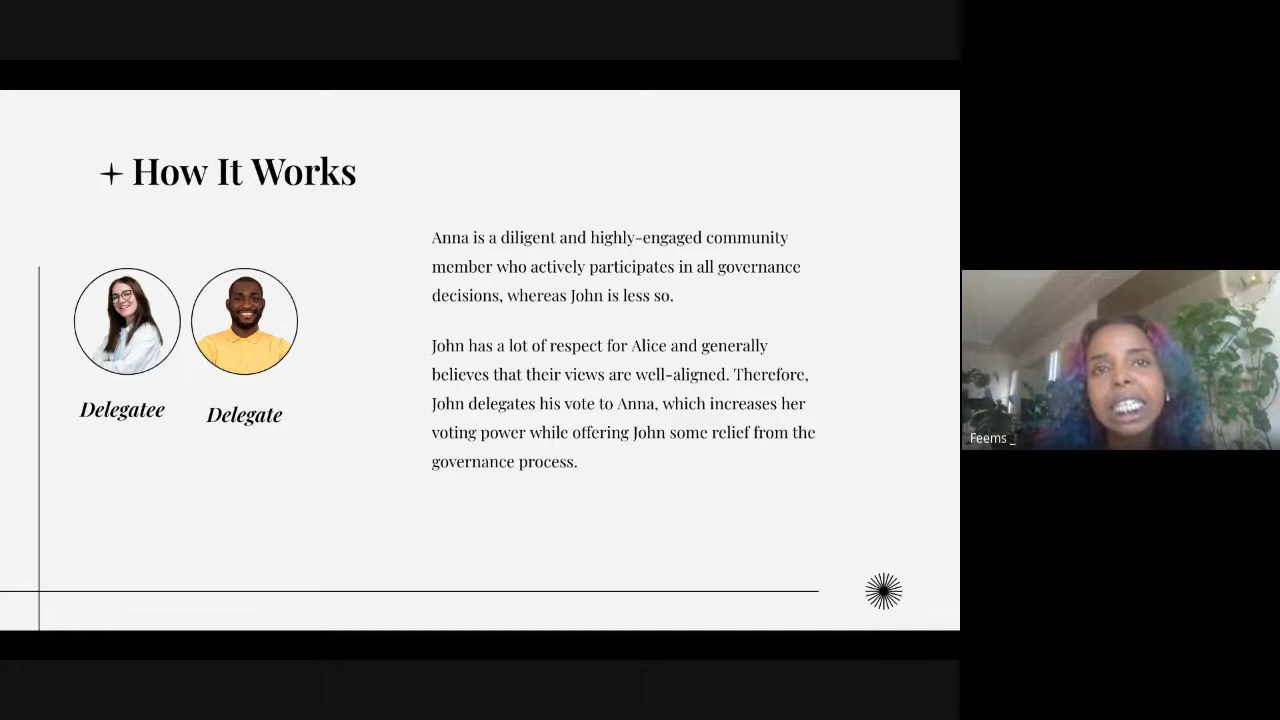 How It Works
Anna is a diligent and highly-engaged community
member who actively participates in all governance
decisions, whereas John is less so.
John has a lot of respect for Alice and generally
believes that their views are well-aligned. Therefore,
John delegates his vote to Anna, which increases her
voting power while offering John some relief from the
governance process.
Delegatee
Delegate
Feems _